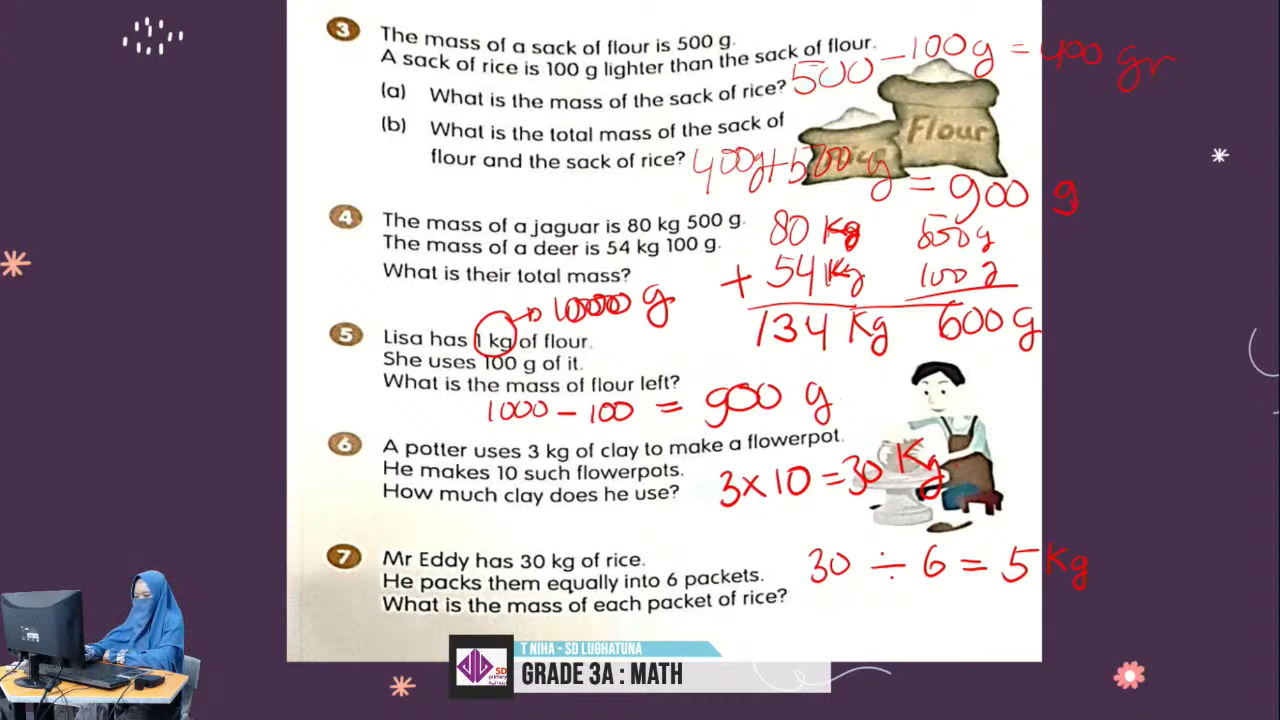 3 The mass of a sack of flour is 500 g.
A sack of rice is 100 g lighter than the sack of flour.
500 - 100 g = 400 gr
(a) What is the mass of the sack of rice?
(b) What is the total mass of the sack of
flour and the sack of rice?
Flour
Rice
400g + 500 g = 900 g
4 The mass of a jaguar is 80 kg 500 g.
The mass of a deer is 54 kg 100 g.
What is their total mass?
80 Kg 500g
+ 54 Kg 100 g
134 Kg 600 g
5 Lisa has 1 kg of flour.
She uses 100 g of it.
What is the mass of flour left?
1000 - 100 = 900 g
6 A potter uses 3 kg of clay to make a flowerpot.
He makes 10 such flowerpots.
How much clay does he use?
3 x 10 = 30 Kg
7 Mr Eddy has 30 kg of rice.
He packs them equally into 6 packets.
What is the mass of each packet of rice?
30 ÷ 6 = 5 Kg
T NIHA - SD LUGHATUNA
SD
primary
GRADE 3A : MATH